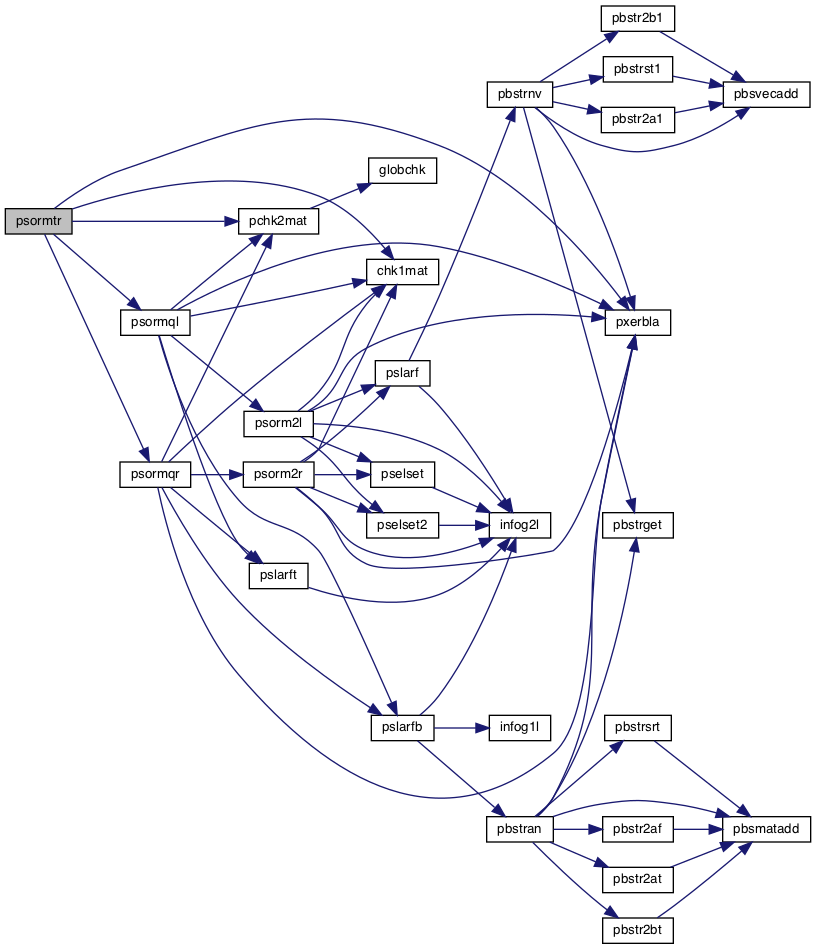 pbstr2b1
pbstrst1
pbsvecadd
pbstrnv
pbstr2a1
globchk
psormtr
pchk2mat
chk1mat
psormql
pxerbla
pslarf
psorm2l
psormqr
psorm2r
pselset
pselset2
infog2l
pbstrget
pslarft
pslarfb
infog1l
pbstrsrt
pbstran
pbstr2af
pbsmatadd
pbstr2at
pbstr2bt